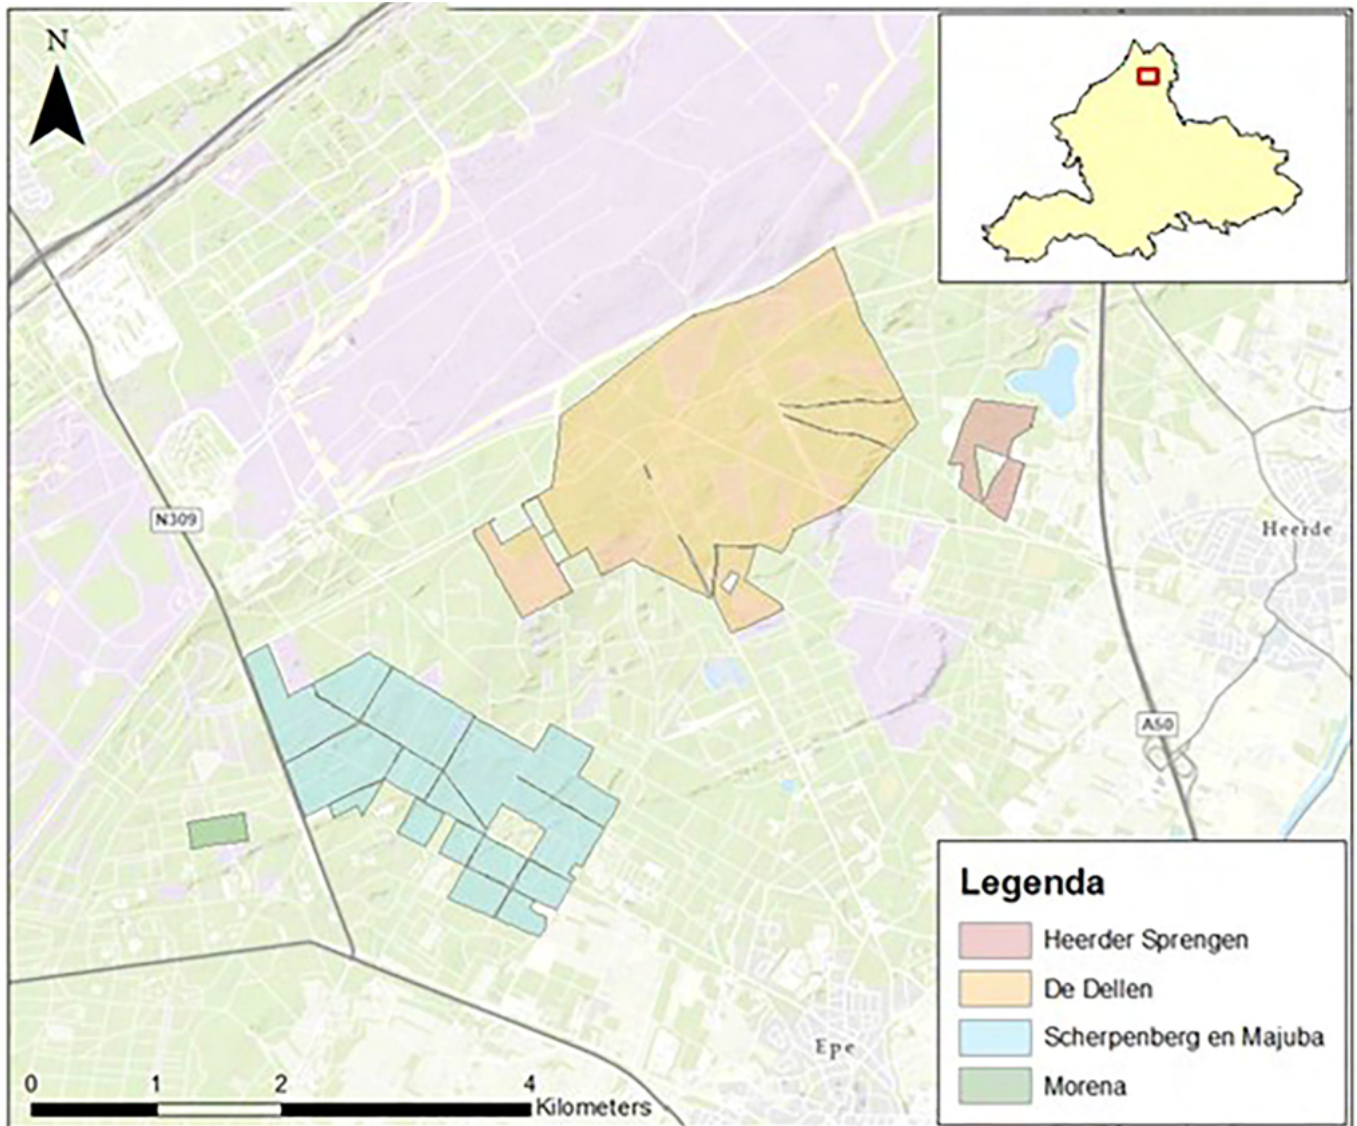 N
N309
Heerde
A50
Epe
Legenda
Heerder Sprengen
De Dellen
Scherpenberg en Majuba
Morena
0 1 2 4
Kilometers